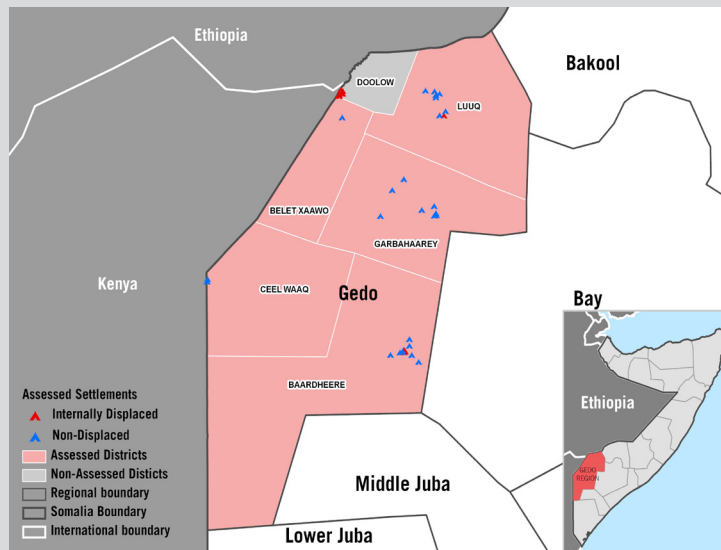 Ethiopia
DOOLOW
Bakool
LUUQ
BELET XAAWO
GARBAHAAREY
Kenya
CEEL WAAQ
Gedo
Bay
BAARDHEERE
Assessed Settlements
Internally Displaced
Non-Displaced
Assessed Districts
Non-Assessed Disticts
Regional boundary
Somalia Boundary
International boundary
Middle Juba
Lower Juba
Ethiopia
GEDO
REGION